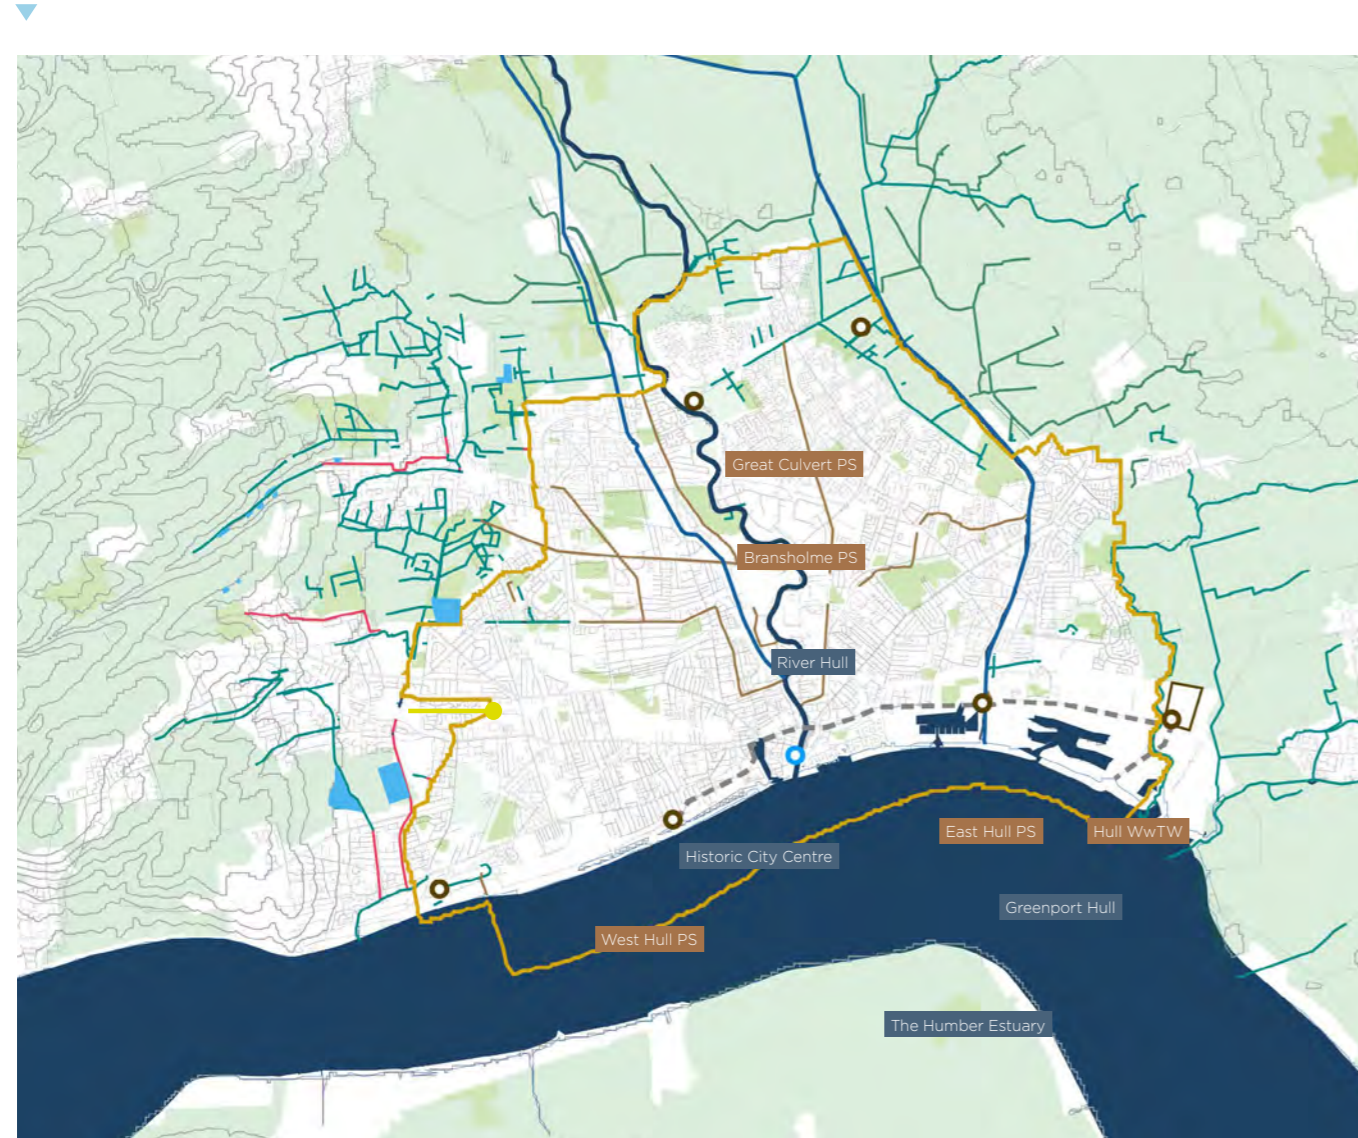 Great Culvert PS
Bransholme PS
River Hull
East Hull PS
Hull WwTW
Historic City Centre
Greenport Hull
West Hull PS
The Humber Estuary